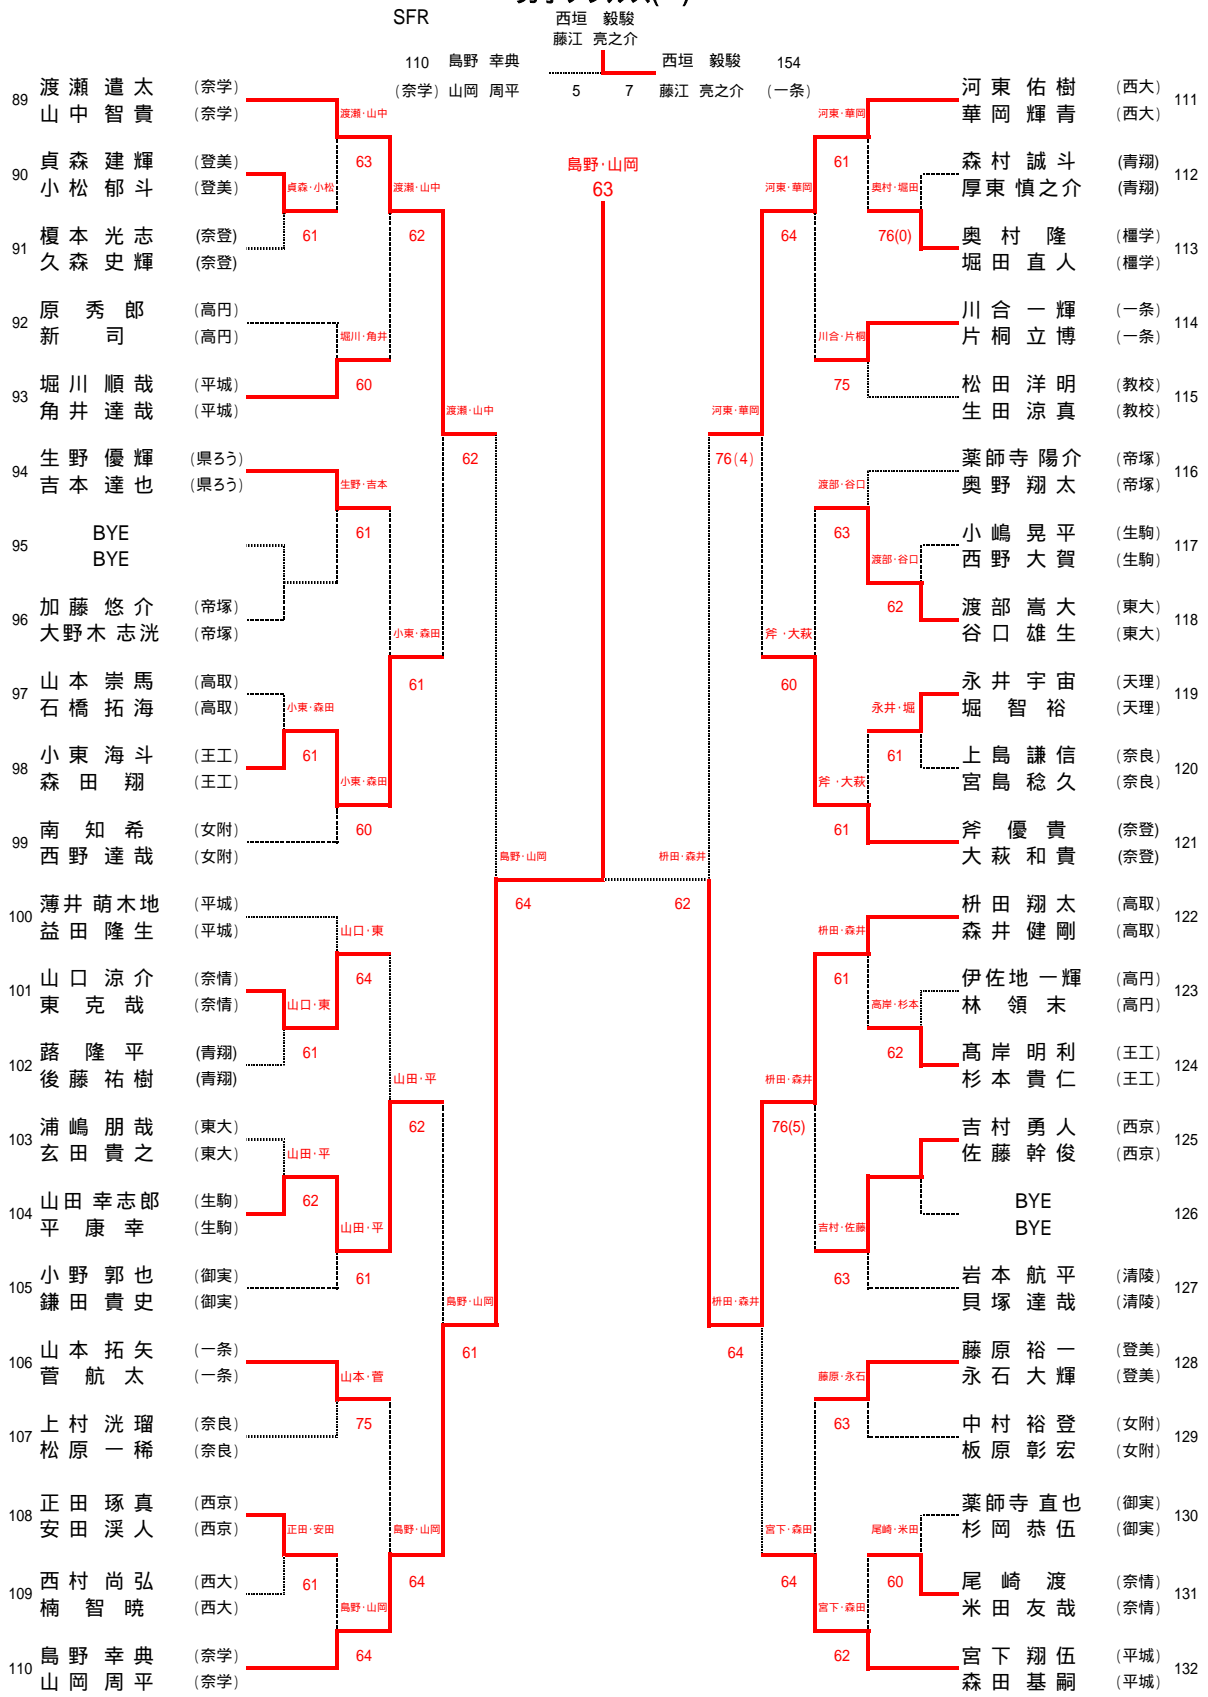 SFR
西垣 毅駿
藤江 亮之介
110 島野 幸典
西垣 毅駿 154
(奈学) 山岡 周平 5 7 藤江 亮之介 (一条)
島野・山岡
63
89
渡瀬遣太 (奈学)
山中智貴 (奈学)
渡瀬・山中
63
90
貞森建輝 (登美)
小松郁斗 (登美)
貞森・小松
61
渡瀬・山中
62
91
榎本光志 (奈登)
久森史輝 (奈登)
92
原秀郎 (高円)
新司 (高円)
堀川・角井
60
93
堀川順哉 (平城)
角井達哉 (平城)
渡瀬・山中
62
94
生野優輝 (県ろう)
吉本達也 (県ろう)
生野・吉本
61
95
BYE
BYE
96
加藤悠介 (帝塚)
大野木志洸 (帝塚)
小東・森田
61
97
山本崇馬 (高取)
石橋拓海 (高取)
小東・森田
61
98
小東海斗 (王工)
森田翔 (王工)
小東・森田
60
99
南知希 (女附)
西野達哉 (女附)
島野・山岡
64
100
薄井萌木地 (平城)
益田隆生 (平城)
山口・東
64
101
山口涼介 (奈情)
東克哉 (奈情)
山口・東
61
102
蕗隆平 (青翔)
後藤祐樹 (青翔)
山田・平
62
103
浦嶋朋哉 (東大)
玄田貴之 (東大)
山田・平
62
104
山田幸志郎 (生駒)
平康幸 (生駒)
山田・平
61
105
小野郭也 (御実)
鎌田貴史 (御実)
島野・山岡
61
106
山本拓矢 (一条)
菅航太 (一条)
山本・菅
75
107
上村洸瑠 (奈良)
松原一稀 (奈良)
108
正田琢真 (西京)
安田渓人 (西京)
正田・安田
61
島野・山岡
64
109
西村尚弘 (西大)
楠智暁 (西大)
島野・山岡
64
110
島野幸典 (奈学)
山岡周平 (奈学)
河東佑樹 (西大)
華岡輝青 (西大)
111
河東・華岡
61
森村誠斗 (青翔)
厚東慎之介 (青翔)
112
奥村・堀田
76(0)
河東・華岡
64
奥村隆 (橿学)
堀田直人 (橿学)
113
川合一輝 (一条)
片桐立博 (一条)
114
川合・片桐
75
松田洋明 (教校)
生田涼真 (教校)
115
河東・華岡
76(4)
薬師寺陽介 (帝塚)
奥野翔太 (帝塚)
116
渡部・谷口
63
小嶋晃平 (生駒)
西野大賀 (生駒)
117
渡部・谷口
62
渡部嵩大 (東大)
谷口雄生 (東大)
118
斧・大萩
60
永井宇宙 (天理)
堀智裕 (天理)
119
永井・堀
61
上島謙信 (奈良)
宮島稔久 (奈良)
120
斧・大萩
61
斧優貴 (奈登)
大萩和貴 (奈登)
121
枡田・森井
62
枡田翔太 (高取)
森井健剛 (高取)
122
枡田・森井
61
伊佐地一輝 (高円)
林領末 (高円)
123
高岸・杉本
62
髙岸明利 (王工)
杉本貴仁 (王工)
124
枡田・森井
76(5)
吉村勇人 (西京)
佐藤幹俊 (西京)
125
BYE
BYE
126
吉村・佐藤
63
岩本航平 (清陵)
貝塚達哉 (清陵)
127
枡田・森井
64
藤原裕一 (登美)
永石大輝 (登美)
128
藤原・永石
63
中村裕登 (女附)
板原彰宏 (女附)
129
薬師寺直也 (御実)
杉岡恭伍 (御実)
130
宮下・森田
64
尾崎・米田
60
尾崎渡 (奈情)
米田友哉 (奈情)
131
宮下・森田
62
宮下翔伍 (平城)
森田基嗣 (平城)
132